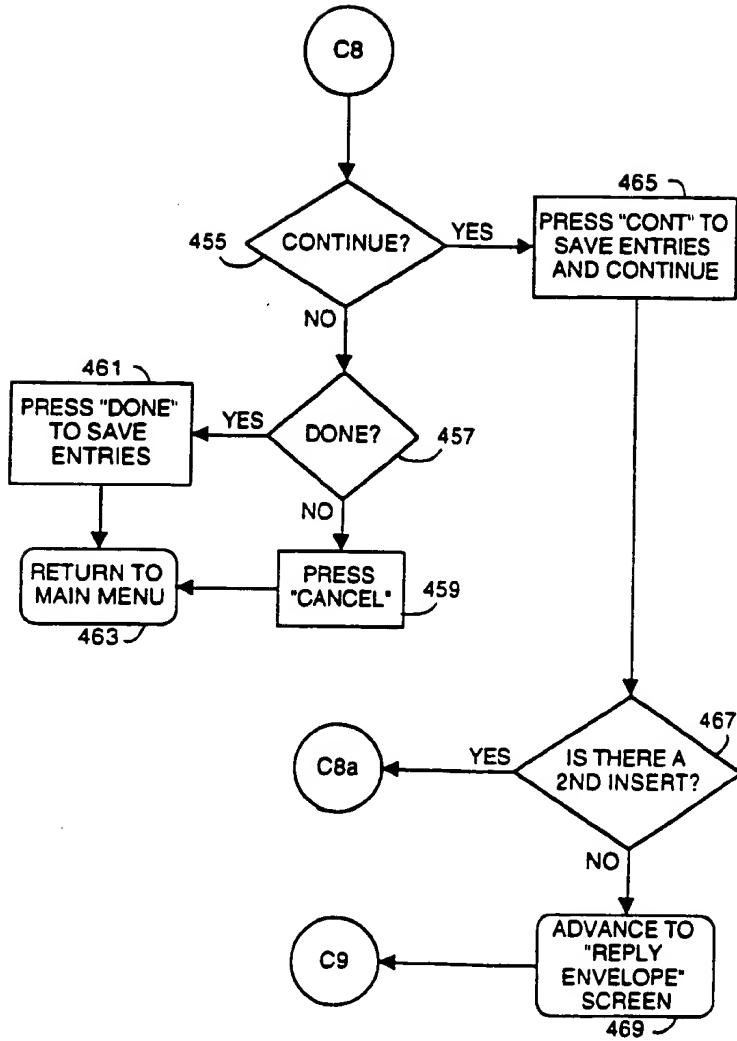 C8
465
PRESS "CONT" TO
SAVE ENTRIES
AND CONTINUE
455
CONTINUE?
YES
NO
461
PRESS "DONE"
TO SAVE
ENTRIES
YES
DONE?
457
NO
RETURN TO
MAIN MENU
463
PRESS
"CANCEL"
459
467
IS THERE A
2ND INSERT?
YES
C8a
NO
ADVANCE TO
"REPLY
ENVELOPE"
SCREEN
469
C9